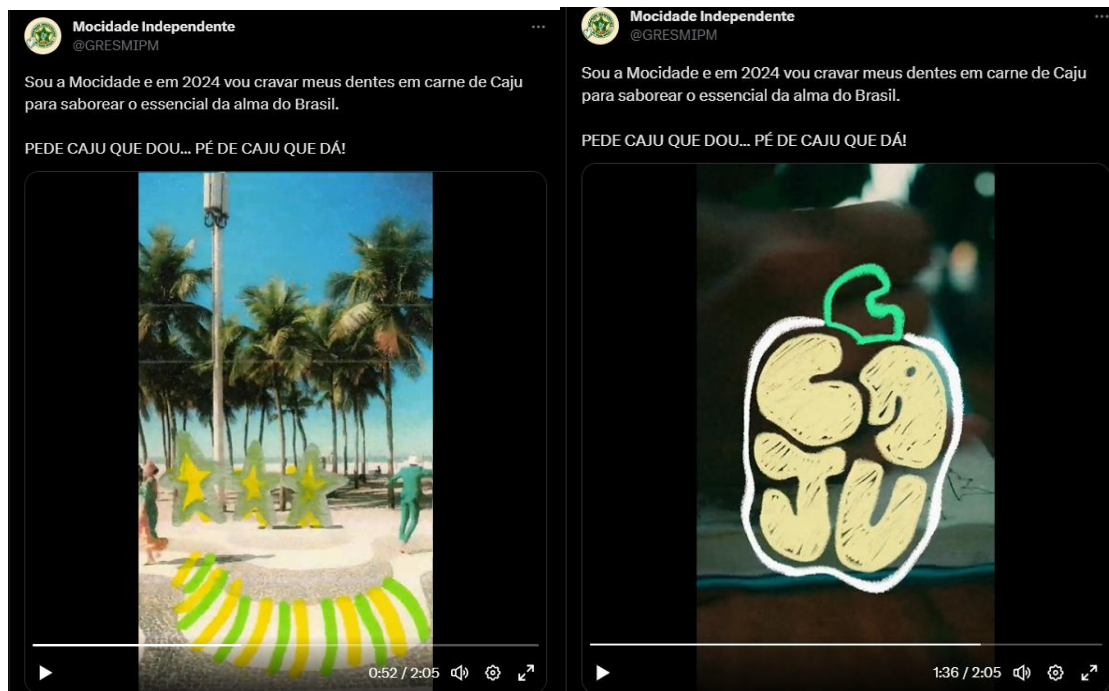 Mocidade Independente
@GRESMIPM
Sou a Mocidade e em 2024 vou cravar meus dentes em carne de Caju
para saborear o essencial da alma do Brasil.
PEDE CAJU QUE DOU... PÉ DE CAJU QUE DÁ!
0:52 / 2:05
Mocidade Independente
@GRESMIPM
Sou a Mocidade e em 2024 vou cravar meus dentes em carne de Caju
para saborear o essencial da alma do Brasil.
PEDE CAJU QUE DOU... PÉ DE CAJU QUE DÁ!
CA
JU
1:36 / 2:05